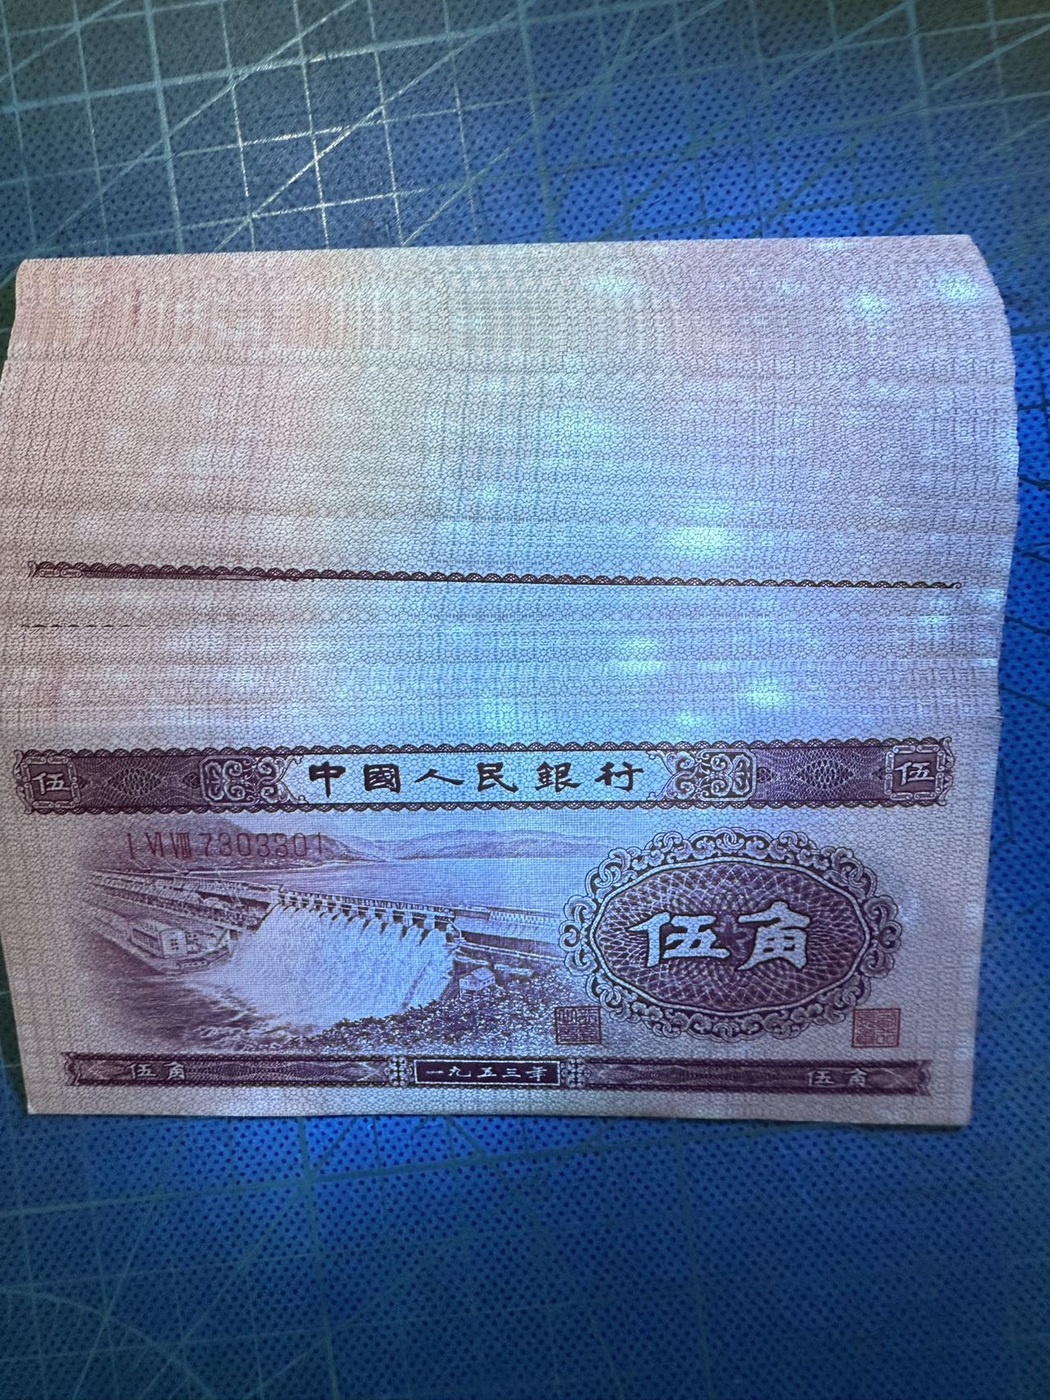 伍 中國人民銀行 伍
I VI VIII 7303301
伍角
伍角 一九五三年 伍角